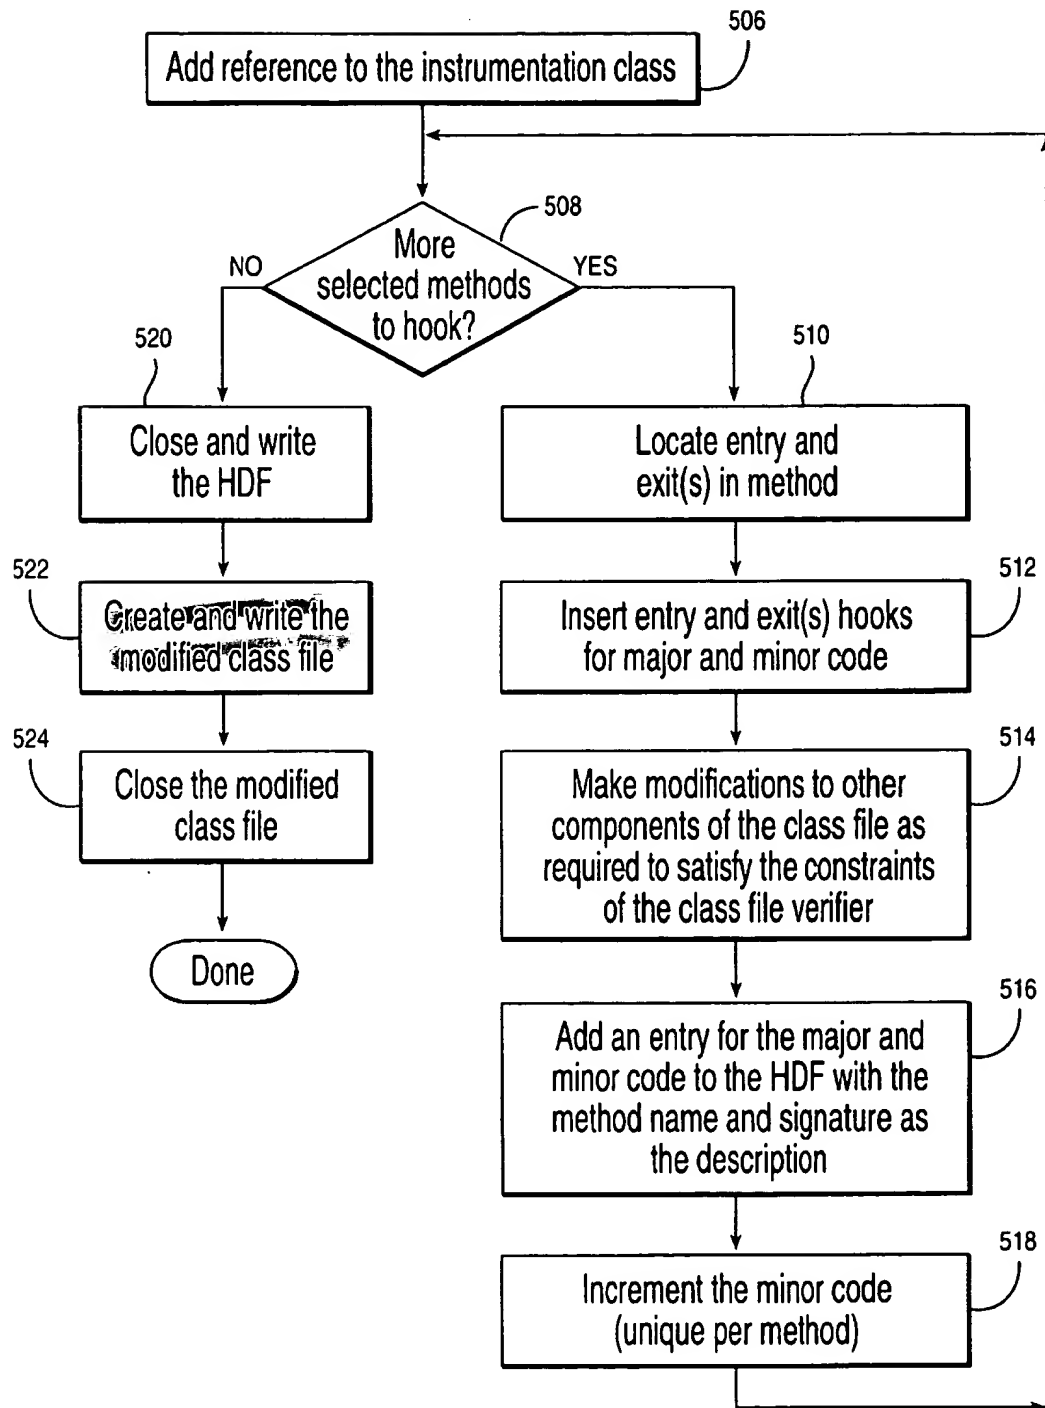 506
Add reference to the instrumentation class
508
More
selected methods
to hook?
NO
YES
520
Close and write
the HDF
522
Create and write the
modified class file
524
Close the modified
class file
Done
510
Locate entry and
exit(s) in method
512
Insert entry and exit(s) hooks
for major and minor code
514
Make modifications to other
components of the class file as
required to satisfy the constraints
of the class file verifier
516
Add an entry for the major and
minor code to the HDF with the
method name and signature as
the description
518
Increment the minor code
(unique per method)